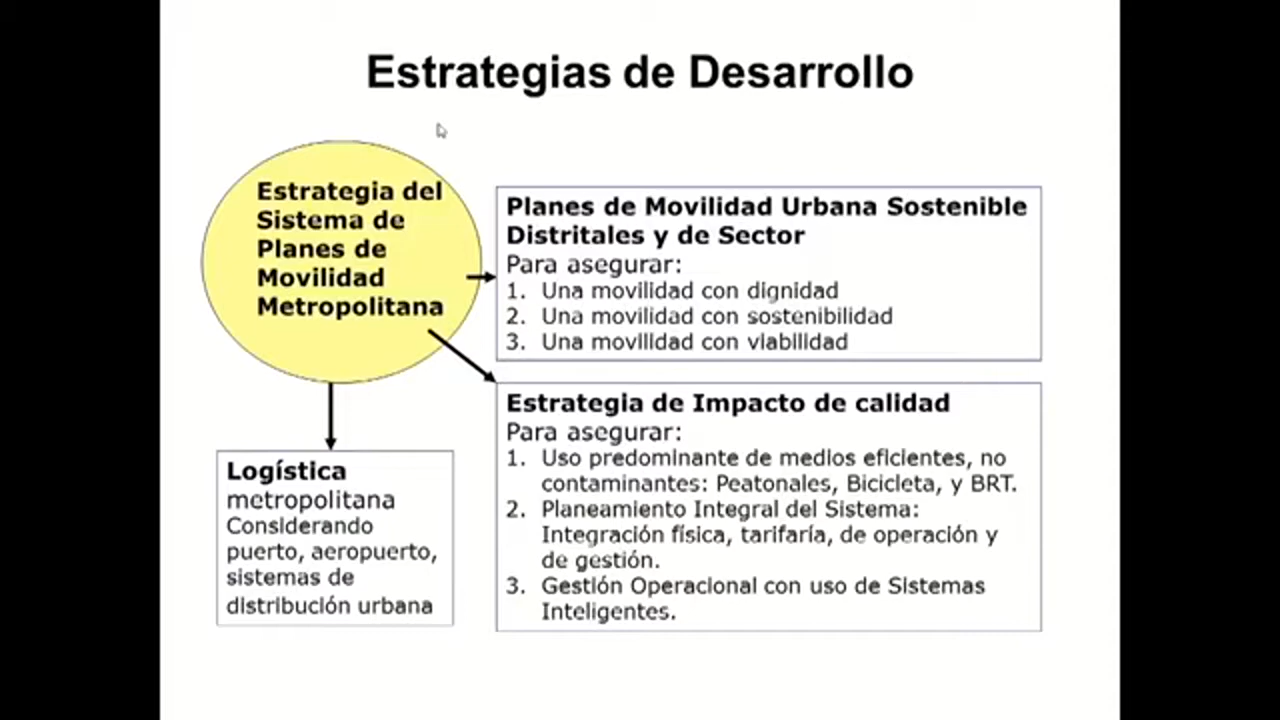 Estrategias de Desarrollo
Estrategia del
Sistema de
Planes de
Movilidad
Metropolitana
Planes de Movilidad Urbana Sostenible
Distritales y de Sector
Para asegurar:
1. Una movilidad con dignidad
2. Una movilidad con sostenibilidad
3. Una movilidad con viabilidad
Estrategia de Impacto de calidad
Para asegurar:
1. Uso predominante de medios eficientes, no
contaminantes: Peatonales, Bicicleta, y BRT.
2. Planeamiento Integral del Sistema:
Integración física, tarifaría, de operación y
de gestión.
3. Gestión Operacional con uso de Sistemas
Inteligentes.
Logística
metropolitana
Considerando
puerto, aeropuerto,
sistemas de
distribución urbana